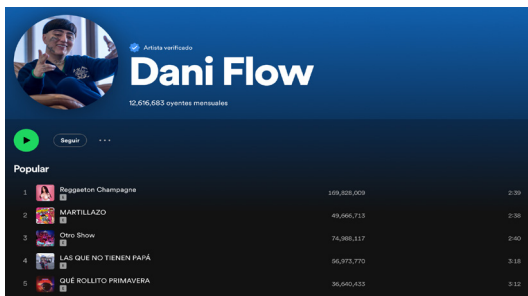 Artista verificado
Dani Flow
12,616,683 oyentes mensuales
Seguir
Popular
1 Reggaeton Champagne 169,828,009 2:39
E
2 MARTILLAZO 49,666,713 2:38
E
3 Otro Show 74,988,117 2:40
E
4 LAS QUE NO TIENEN PAPÁ 56,973,770 3:18
E
5 QUÉ ROLLITO PRIMAVERA 36,640,433 3:12
E